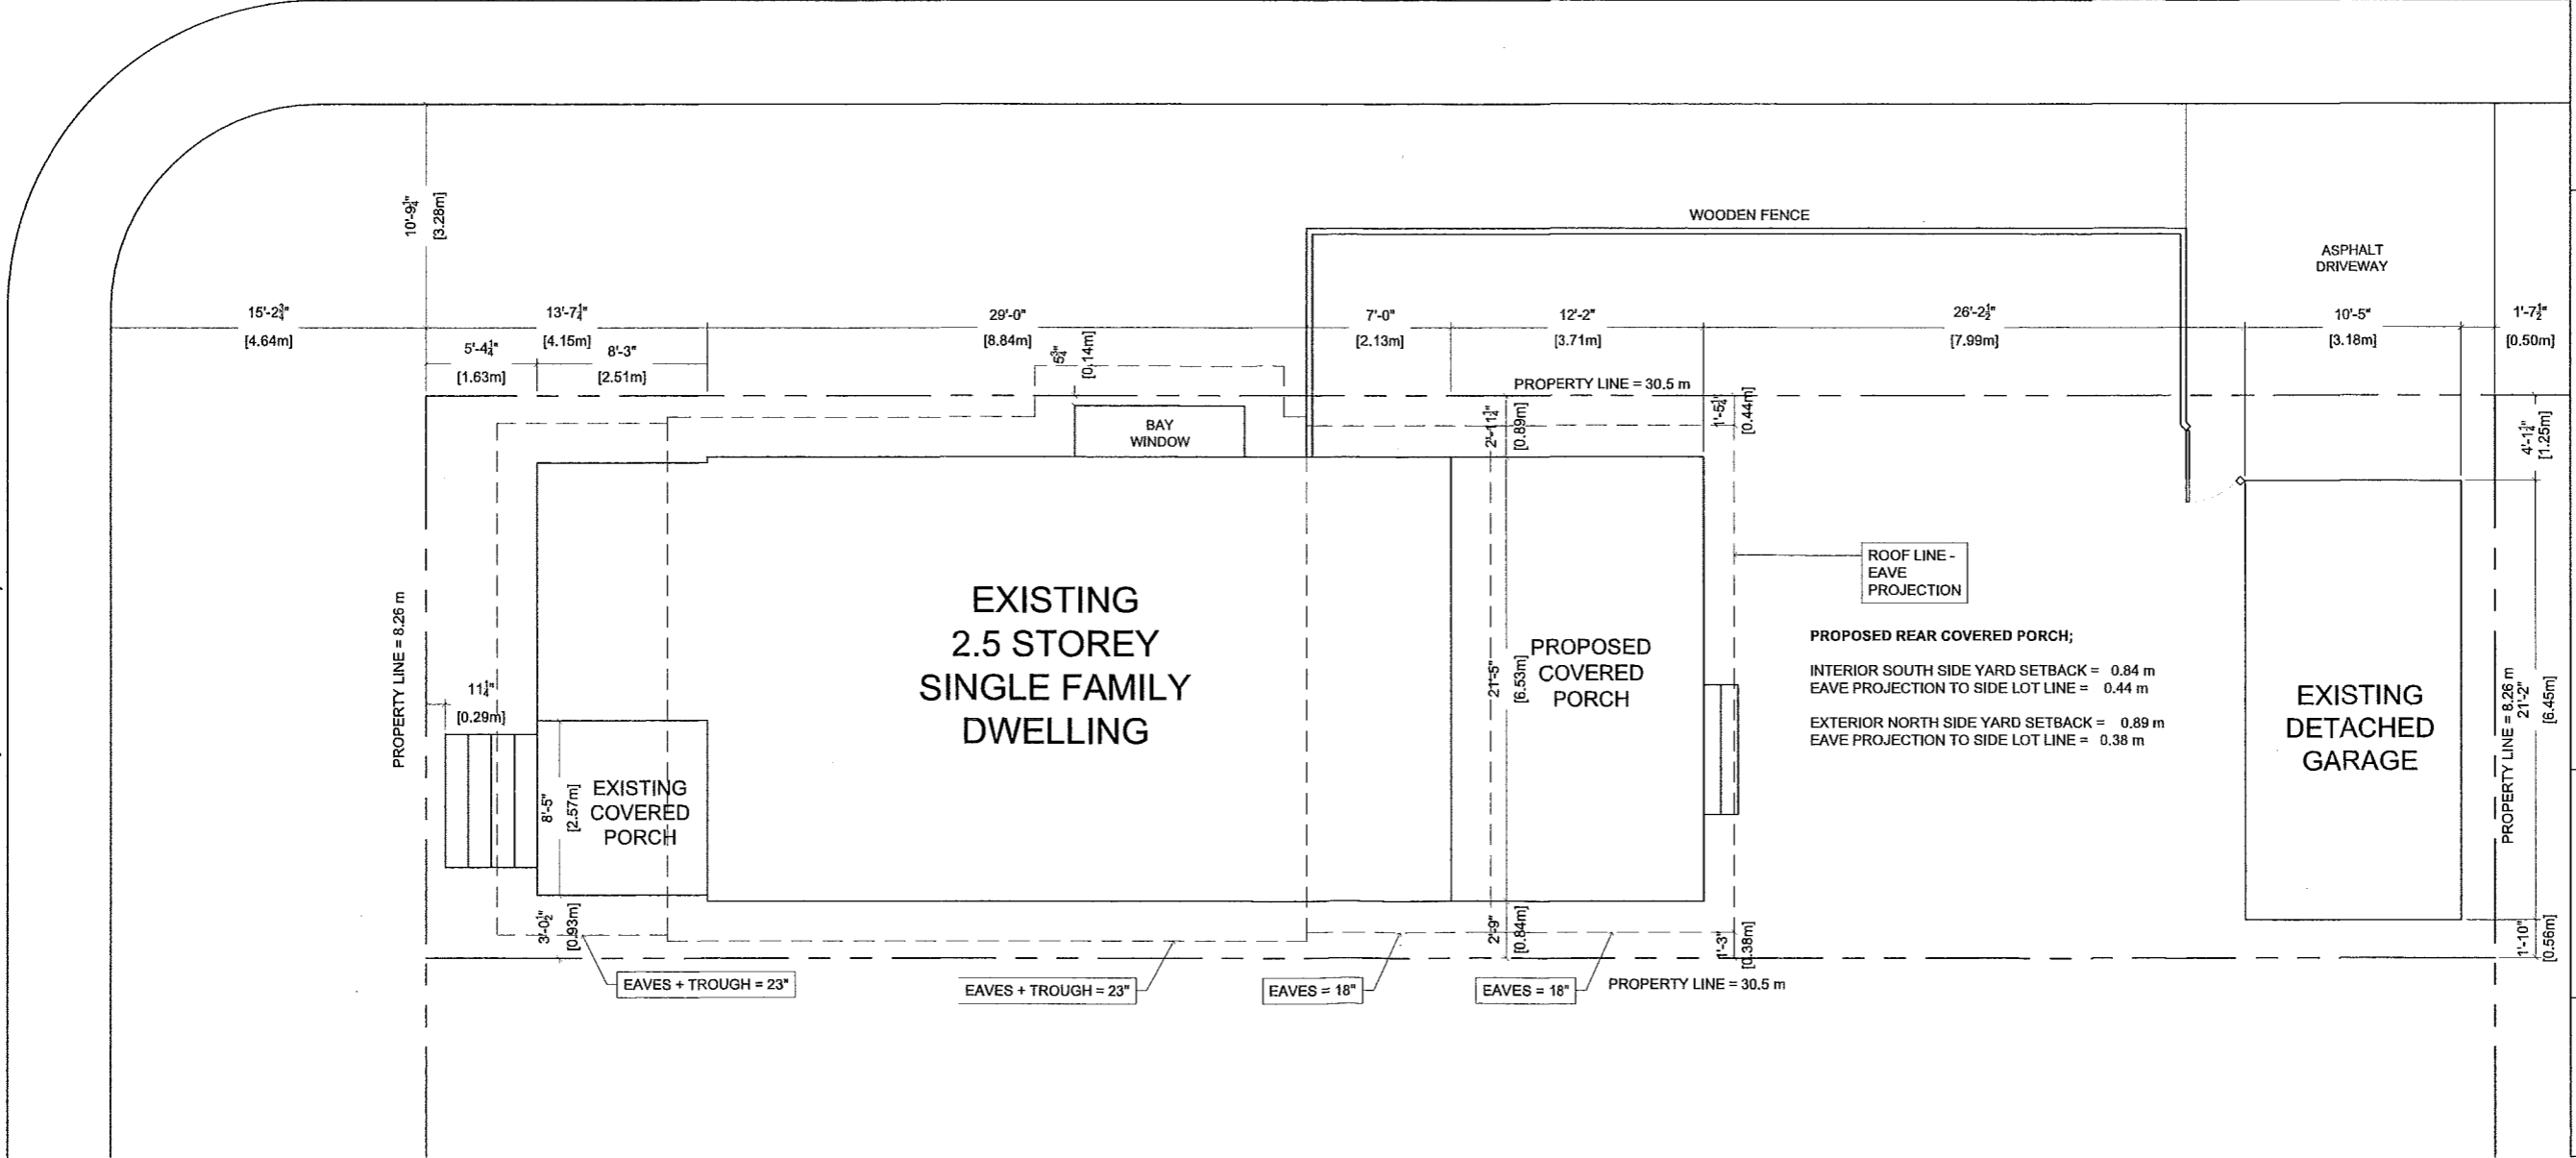 10'-9¼"
[3.28m]
WOODEN FENCE
ASPHALT
DRIVEWAY
15'-2¾"
[4.64m]
13'-7¼"
[4.15m]
29'-0"
[8.84m]
7'-0"
[2.13m]
12'-2"
[3.71m]
26'-2½"
[7.99m]
10'-5"
[3.18m]
1'-7½"
[0.50m]
5'-4¼"
[1.63m]
8'-3"
[2.51m]
5¾"
[0.14m]
PROPERTY LINE = 30.5 m
BAY
WINDOW
2'-11¼"
[0.89m]
1'-5¼"
[0.44m]
4'-1¼"
[1.25m]
ROOF LINE -
EAVE
PROJECTION
PROPERTY LINE = 8.26 m
EXISTING
2.5 STOREY
SINGLE FAMILY
DWELLING
21'-5"
[6.53m]
PROPOSED
COVERED
PORCH
PROPOSED REAR COVERED PORCH;
INTERIOR SOUTH SIDE YARD SETBACK = 0.84 m
EAVE PROJECTION TO SIDE LOT LINE = 0.44 m
EXTERIOR NORTH SIDE YARD SETBACK = 0.89 m
EAVE PROJECTION TO SIDE LOT LINE = 0.38 m
EXISTING
DETACHED
GARAGE
PROPERTY LINE = 8.26 m
21'-2"
[6.45m]
11¼"
[0.29m]
8'-5"
[2.57m]
EXISTING
COVERED
PORCH
3'-0½"
[0.93m]
2'-9"
[0.84m]
1'-3"
[0.38m]
1'-10"
[0.56m]
EAVES + TROUGH = 23"
EAVES + TROUGH = 23"
EAVES = 18"
EAVES = 18"
PROPERTY LINE = 30.5 m